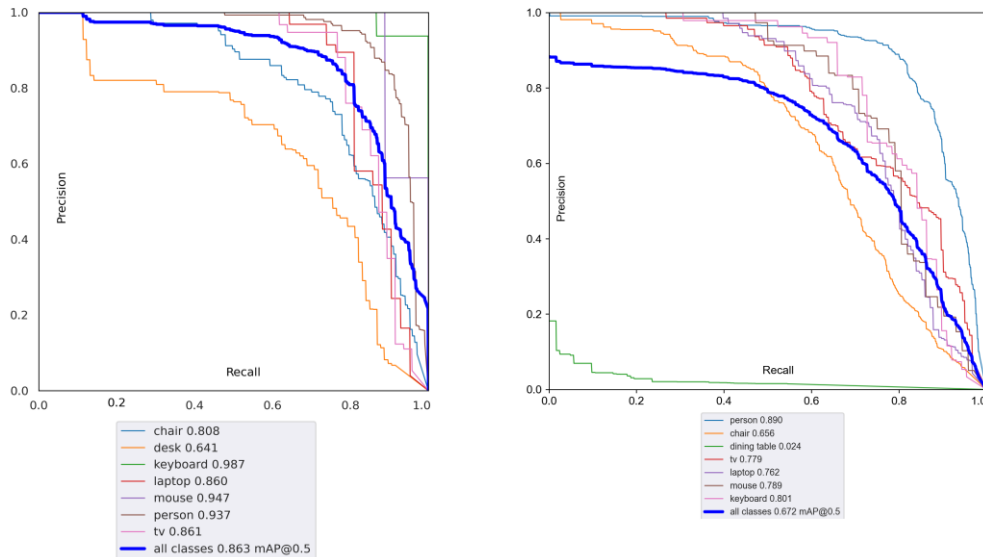 1.0
0.8
0.6
0.4
0.2
0.0
Precision
Recall
0.0 0.2 0.4 0.6 0.8 1.0
chair 0.808
desk 0.641
keyboard 0.987
laptop 0.860
mouse 0.947
person 0.937
tv 0.861
all classes 0.863 mAP@0.5
1.0
0.8
0.6
0.4
0.2
0.0
Precision
Recall
0.0 0.2 0.4 0.6 0.8 1.0
person 0.890
chair 0.656
dining table 0.024
tv 0.779
laptop 0.762
mouse 0.789
keyboard 0.801
all classes 0.672 mAP@0.5